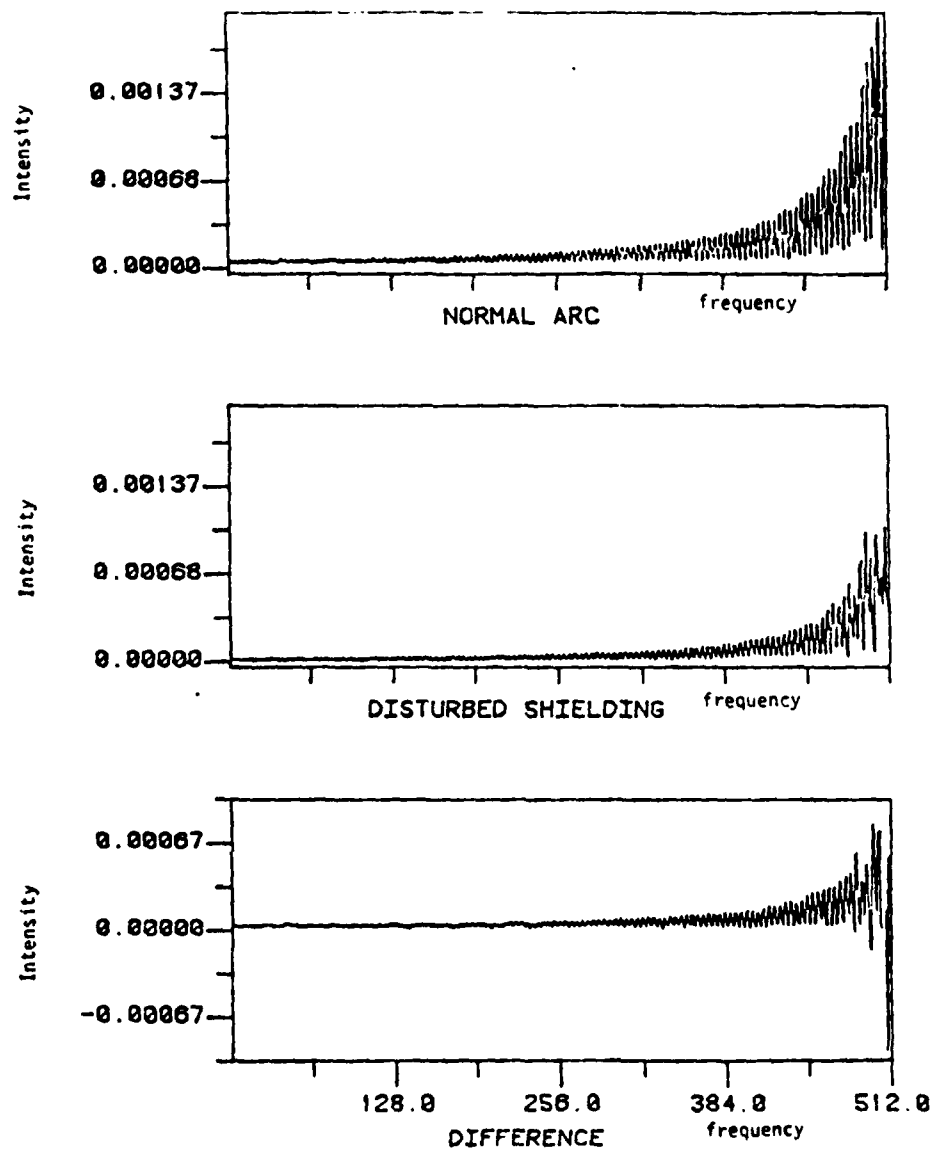 Intensity
0.00137
0.00068
0.00000
frequency
NORMAL ARC
Intensity
0.00137
0.00068
0.00000
frequency
DISTURBED SHIELDING
Intensity
0.00067
0.00000
-0.00067
128.0 256.0 384.0 512.0
frequency
DIFFERENCE